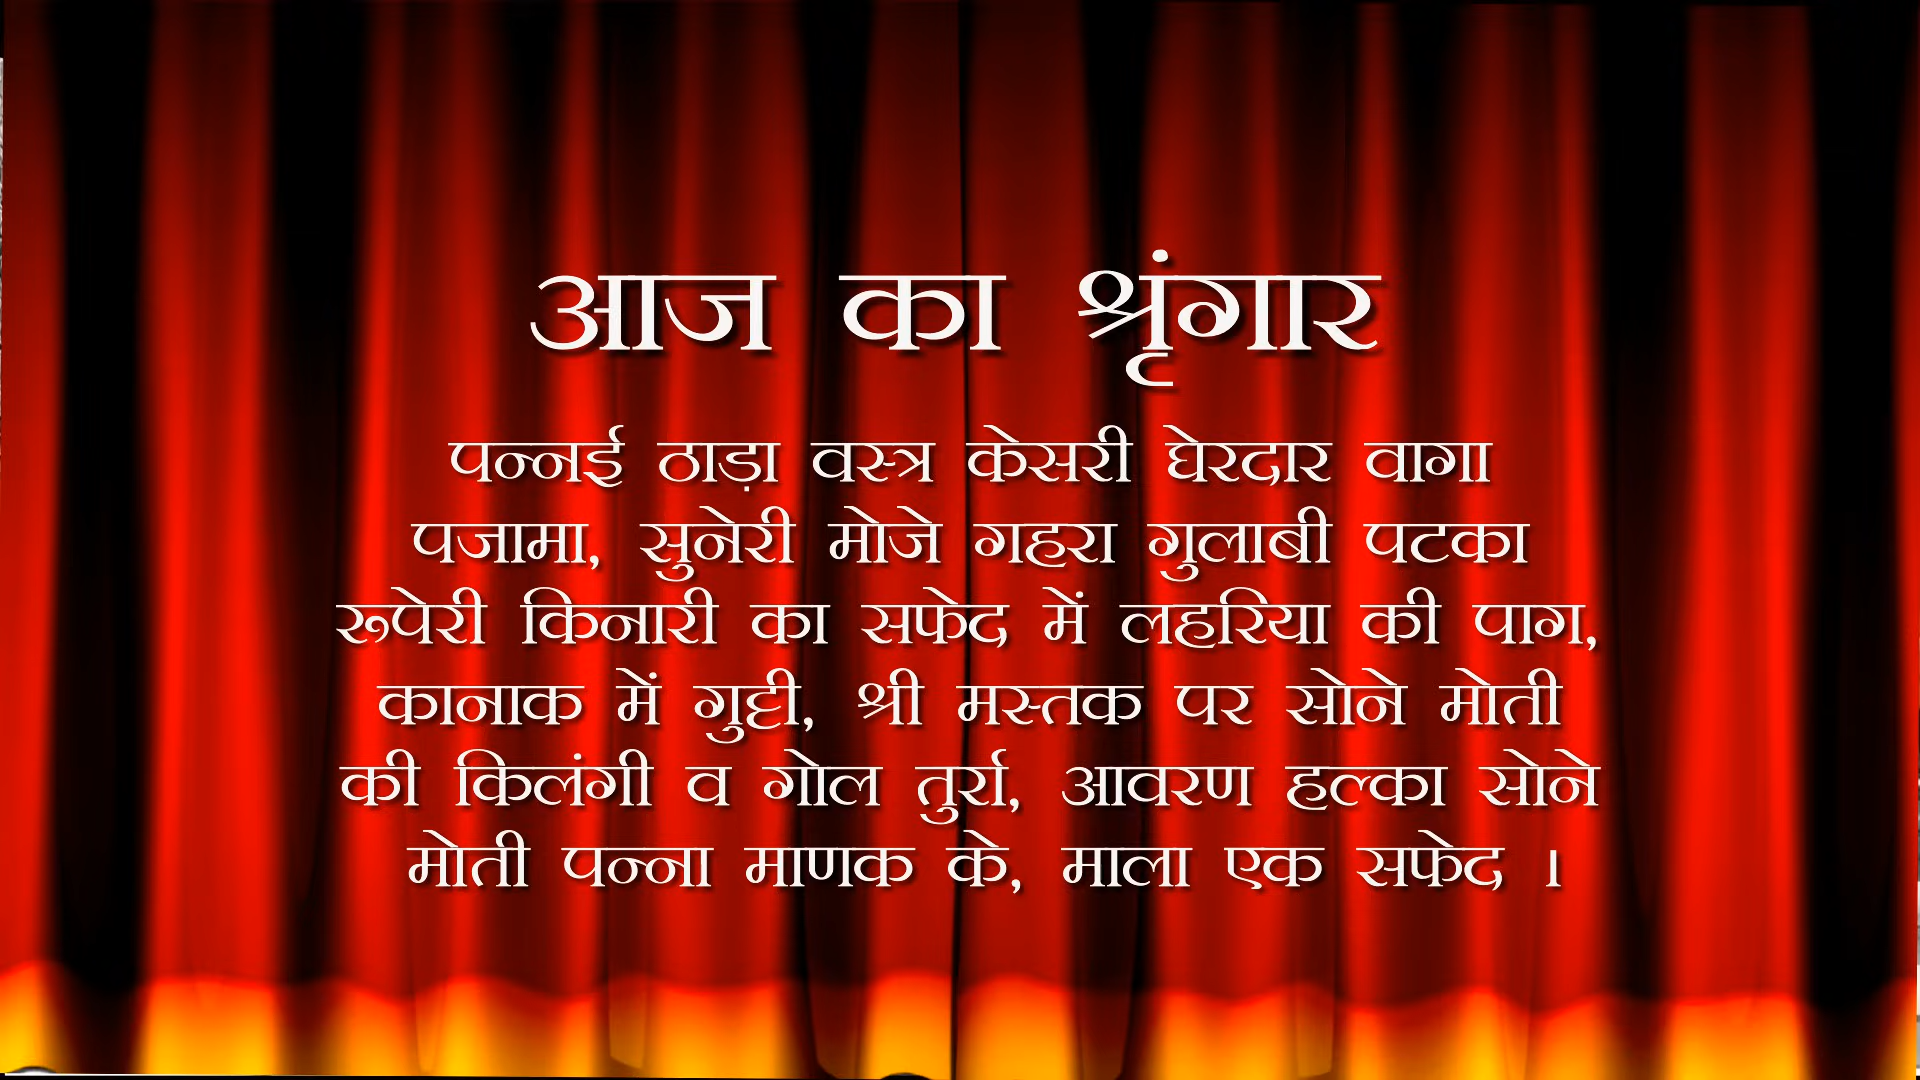 आज का श्रृंगार
पन्नई ठाड़ा वस्त्र केसरी घेरदार वागा
पजामा, सुनेरी मोजे गहरा गुलाबी पटका
रूपेरी किनारी का सफेद में लहरिया की पाग,
कानाक में गुट्टी, श्री मस्तक पर सोने मोती
की किलंगी व गोल तुर्रा, आवरण हल्का सोने
मोती पन्ना माणक के, माला एक सफेद ।